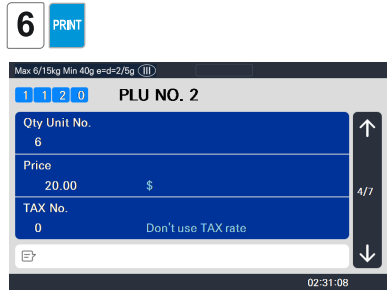 6 PRINT
Max 6/15kg Min 40g e=d=2/5g III
1 1 2 0 PLU NO. 2
Qty Unit No.
6
Price
20.00 $
4/7
TAX No.
0 Don't use TAX rate
02:31:08